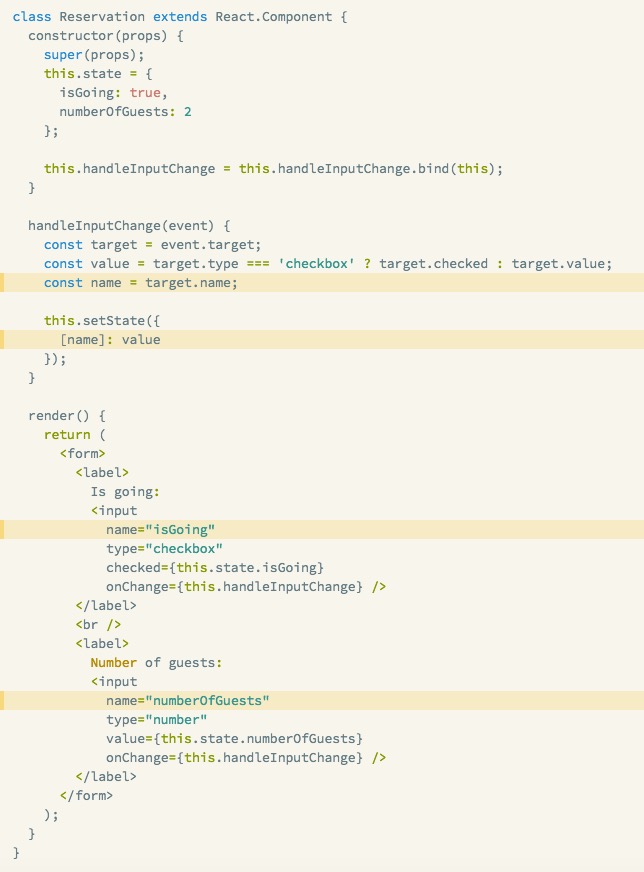 class Reservation extends React.Component {
  constructor(props) {
    super(props);
    this.state = {
      isGoing: true,
      numberOfGuests: 2
    };

    this.handleInputChange = this.handleInputChange.bind(this);
  }

  handleInputChange(event) {
    const target = event.target;
    const value = target.type === 'checkbox' ? target.checked : target.value;
    const name = target.name;

    this.setState({
      [name]: value
    });
  }

  render() {
    return (
      <form>
        <label>
          Is going:
          <input
            name="isGoing"
            type="checkbox"
            checked={this.state.isGoing}
            onChange={this.handleInputChange} />
        </label>
        <br />
        <label>
          Number of guests:
          <input
            name="numberOfGuests"
            type="number"
            value={this.state.numberOfGuests}
            onChange={this.handleInputChange} />
        </label>
      </form>
    );
  }
}